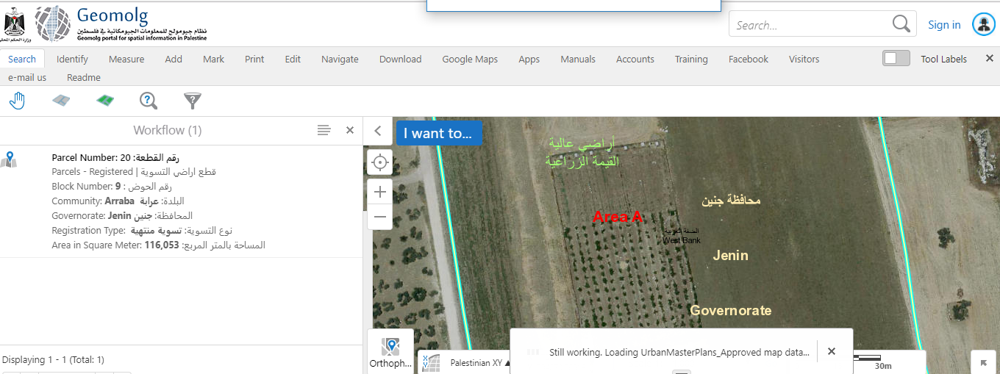 Geomolg
نظام جيومولج للمعلومات الجيومكانية في فلسطين
Geomolg portal for spatial information in Palestine
Search...
Sign in
Search Identify Measure Add Mark Print Edit Navigate Download Google Maps Apps Manuals Accounts Training Facebook Visitors
Tool Labels
e-mail us Readme
Workflow (1)
Parcel Number: 20 :رقم القطعة
Parcels - Registered | قطع اراضي التسوية
Block Number: 9 : رقم الحوض
Community: Arraba عرابة :البلدة
Governorate: Jenin جنين :المحافظة
Registration Type: تسوية منتهية :نوع التسوية
Area in Square Meter: 116,053 :المساحة بالمتر المربع
Displaying 1 - 1 (Total: 1)
I want to...
أراضي عالية
القيمة الزراعية
محافظة جنين
Area A
الضفة الغربية
West Bank
Jenin
Governorate
Orthoph...
XY
Palestinian XY
Still working. Loading UrbanMasterPlans_Approved map data...
30m